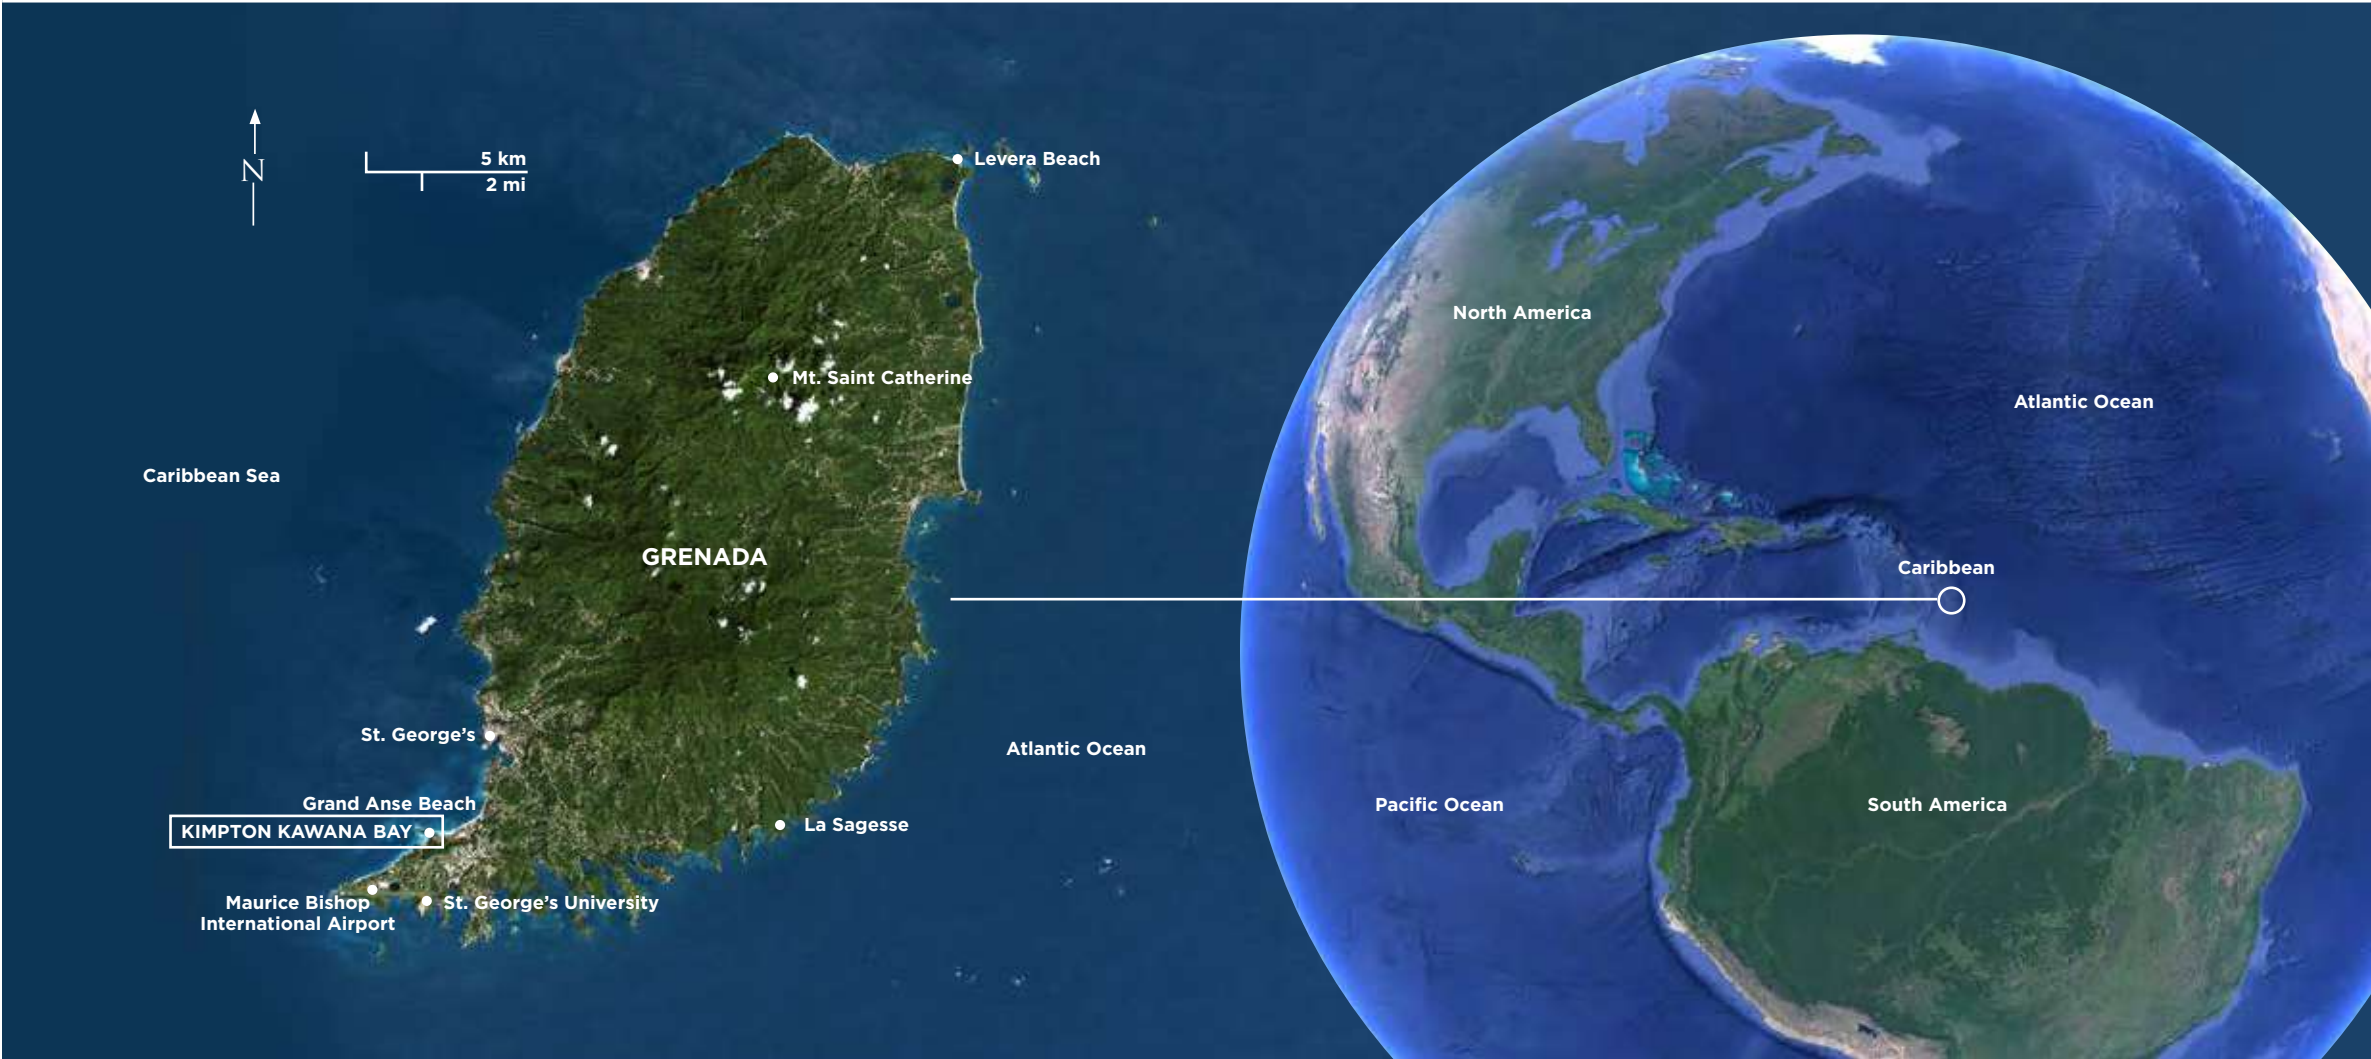 N
5 km
2 mi
Levera Beach
Mt. Saint Catherine
Caribbean Sea
GRENADA
St. George's
Atlantic Ocean
Grand Anse Beach
KIMPTON KAWANA BAY
La Sagesse
Maurice Bishop
International Airport
St. George's University
North America
Atlantic Ocean
Caribbean
Pacific Ocean
South America